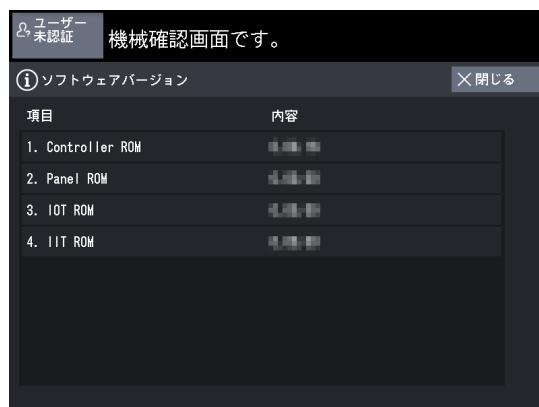 ユーザー
未認証
機械確認画面です。
ソフトウェアバージョン
×閉じる
項目 内容
1. Controller ROM
2. Panel ROM
3. IOT ROM
4. IIT ROM